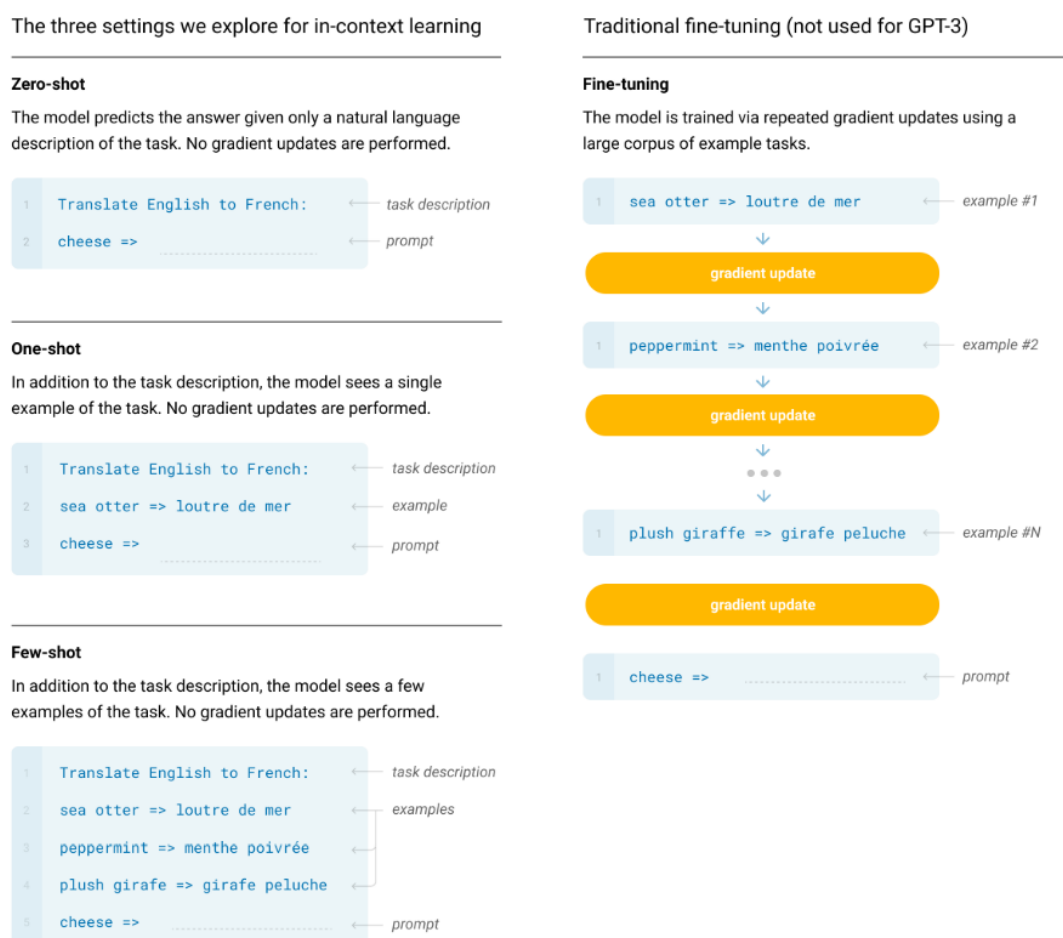 The three settings we explore for in-context learning
Zero-shot
The model predicts the answer given only a natural language
description of the task. No gradient updates are performed.
1 Translate English to French: task description
2 cheese => prompt
One-shot
In addition to the task description, the model sees a single
example of the task. No gradient updates are performed.
1 Translate English to French: task description
2 sea otter => loutre de mer example
3 cheese => prompt
Few-shot
In addition to the task description, the model sees a few
examples of the task. No gradient updates are performed.
1 Translate English to French: task description
2 sea otter => loutre de mer examples
3 peppermint => menthe poivrée
4 plush girafe => girafe peluche
5 cheese => prompt
Traditional fine-tuning (not used for GPT-3)
Fine-tuning
The model is trained via repeated gradient updates using a
large corpus of example tasks.
1 sea otter => loutre de mer example #1
gradient update
1 peppermint => menthe poivrée example #2
gradient update
1 plush giraffe => girafe peluche example #N
gradient update
1 cheese => prompt